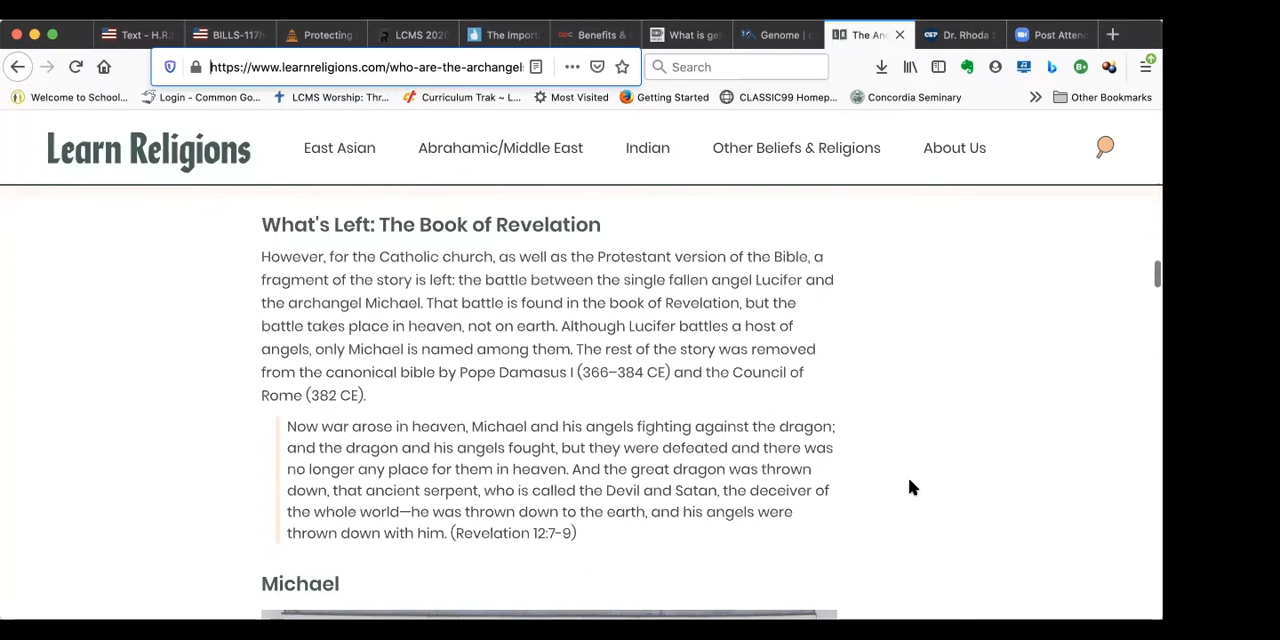 Text - H.R.
BILLS-117h
Protecting
LCMS 2020
The Impor
Benefits &
What is ge
Genome |
The Anc
Dr. Rhoda
Post Atten
https://www.learnreligions.com/who-are-the-archangels
Search
Welcome to School...
Login - Common Go...
LCMS Worship: Thr...
Curriculum Trak ~ L...
Most Visited
Getting Started
CLASSIC99 Homep...
Concordia Seminary
Other Bookmarks
Learn Religions
East Asian
Abrahamic/Middle East
Indian
Other Beliefs & Religions
About Us
What's Left: The Book of Revelation
However, for the Catholic church, as well as the Protestant version of the Bible, a
fragment of the story is left: the battle between the single fallen angel Lucifer and
the archangel Michael. That battle is found in the book of Revelation, but the
battle takes place in heaven, not on earth. Although Lucifer battles a host of
angels, only Michael is named among them. The rest of the story was removed
from the canonical bible by Pope Damasus I (366–384 CE) and the Council of
Rome (382 CE).
Now war arose in heaven, Michael and his angels fighting against the dragon;
and the dragon and his angels fought, but they were defeated and there was
no longer any place for them in heaven. And the great dragon was thrown
down, that ancient serpent, who is called the Devil and Satan, the deceiver of
the whole world—he was thrown down to the earth, and his angels were
thrown down with him. (Revelation 12:7-9)
Michael